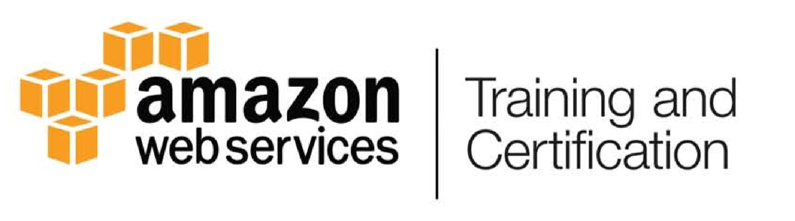 amazon
web services
Training and
Certification